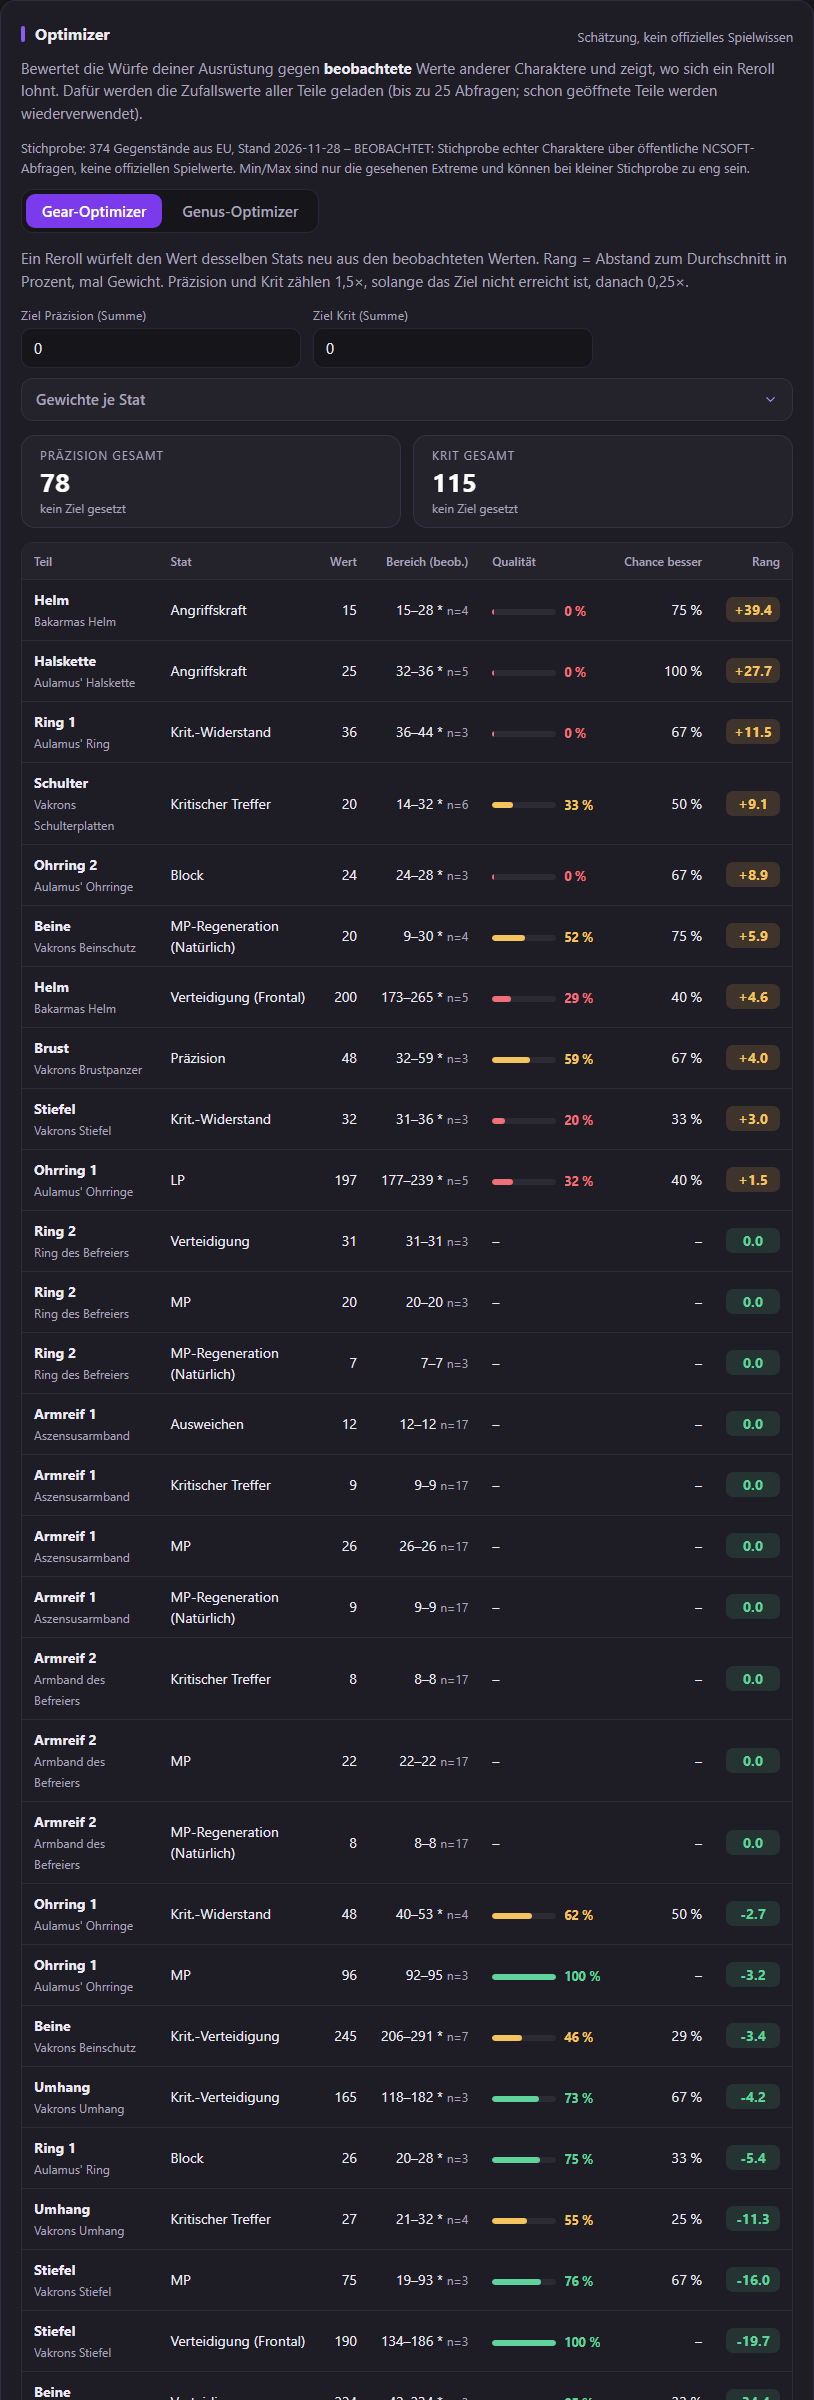 Optimizer
Schätzung, kein offizielles Spielwissen
Bewertet die Würfe deiner Ausrüstung gegen beobachtete Werte anderer Charaktere und zeigt, wo sich ein Reroll
lohnt. Dafür werden die Zufallswerte aller Teile geladen (bis zu 25 Abfragen; schon geöffnete Teile werden
wiederverwendet).
Stichprobe: 374 Gegenstände aus EU, Stand 2026-11-28 – BEOBACHTET: Stichprobe echter Charaktere über öffentliche NCSOFT-
Abfragen, keine offiziellen Spielwerte. Min/Max sind nur die gesehenen Extreme und können bei kleiner Stichprobe zu eng sein.
Gear-Optimizer Genus-Optimizer
Ein Reroll würfelt den Wert desselben Stats neu aus den beobachteten Werten. Rang = Abstand zum Durchschnitt in
Prozent, mal Gewicht. Präzision und Krit zählen 1,5×, solange das Ziel nicht erreicht ist, danach 0,25×.
Ziel Präzision (Summe) Ziel Krit (Summe)
0 0
Gewichte je Stat
PRÄZISION GESAMT KRIT GESAMT
78 115
kein Ziel gesetzt kein Ziel gesetzt
Teil Stat Wert Bereich (beob.) Qualität Chance besser Rang
Helm
Bakarmas Helm
Angriffskraft 15 15–28 * n=4 0 % 75 % +39.4
Halskette
Aulamus' Halskette
Angriffskraft 25 32–36 * n=5 0 % 100 % +27.7
Ring 1
Aulamus' Ring
Krit.-Widerstand 36 36–44 * n=3 0 % 67 % +11.5
Schulter
Vakrons
Schulterplatten
Kritischer Treffer 20 14–32 * n=6 33 % 50 % +9.1
Ohrring 2
Aulamus' Ohrringe
Block 24 24–28 * n=3 0 % 67 % +8.9
Beine
Vakrons Beinschutz
MP-Regeneration
(Natürlich)
20 9–30 * n=4 52 % 75 % +5.9
Helm
Bakarmas Helm
Verteidigung (Frontal) 200 173–265 * n=5 29 % 40 % +4.6
Brust
Vakrons Brustpanzer
Präzision 48 32–59 * n=3 59 % 67 % +4.0
Stiefel
Vakrons Stiefel
Krit.-Widerstand 32 31–36 * n=3 20 % 33 % +3.0
Ohrring 1
Aulamus' Ohrringe
LP 197 177–239 * n=5 32 % 40 % +1.5
Ring 2
Ring des Befreiers
Verteidigung 31 31–31 n=3 – – 0.0
Ring 2
Ring des Befreiers
MP 20 20–20 n=3 – – 0.0
Ring 2
Ring des Befreiers
MP-Regeneration
(Natürlich)
7 7–7 n=3 – – 0.0
Armreif 1
Aszensusarmband
Ausweichen 12 12–12 n=17 – – 0.0
Armreif 1
Aszensusarmband
Kritischer Treffer 9 9–9 n=17 – – 0.0
Armreif 1
Aszensusarmband
MP 26 26–26 n=17 – – 0.0
Armreif 1
Aszensusarmband
MP-Regeneration
(Natürlich)
9 9–9 n=17 – – 0.0
Armreif 2
Armband des
Befreiers
Kritischer Treffer 8 8–8 n=17 – – 0.0
Armreif 2
Armband des
Befreiers
MP 22 22–22 n=17 – – 0.0
Armreif 2
Armband des
Befreiers
MP-Regeneration
(Natürlich)
8 8–8 n=17 – – 0.0
Ohrring 1
Aulamus' Ohrringe
Krit.-Widerstand 48 40–53 * n=4 62 % 50 % -2.7
Ohrring 1
Aulamus' Ohrringe
MP 96 92–95 n=3 100 % – -3.2
Beine
Vakrons Beinschutz
Krit.-Verteidigung 245 206–291 * n=7 46 % 29 % -3.4
Umhang
Vakrons Umhang
Krit.-Verteidigung 165 118–182 * n=3 73 % 67 % -4.2
Ring 1
Aulamus' Ring
Block 26 20–28 * n=3 75 % 33 % -5.4
Umhang
Vakrons Umhang
Kritischer Treffer 27 21–32 * n=4 55 % 25 % -11.3
Stiefel
Vakrons Stiefel
MP 75 19–93 * n=3 76 % 67 % -16.0
Stiefel
Vakrons Stiefel
Verteidigung (Frontal) 190 134–186 * n=3 100 % – -19.7
Beine